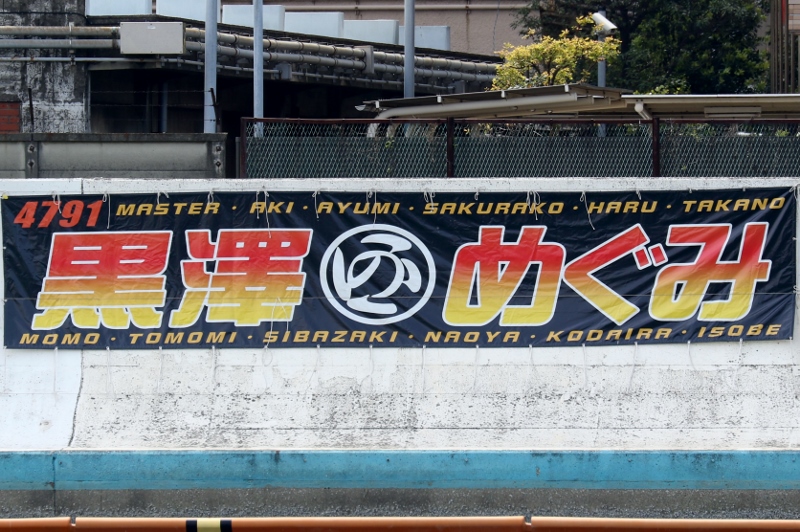 4791 MASTER・AKI・AYUMI・SAKURAKO・HARU・TAKANO
黒澤 めぐみ
MOMO・TOMOMI・SIBAZAKI・NAOYA・KODAIRA・ISOBE